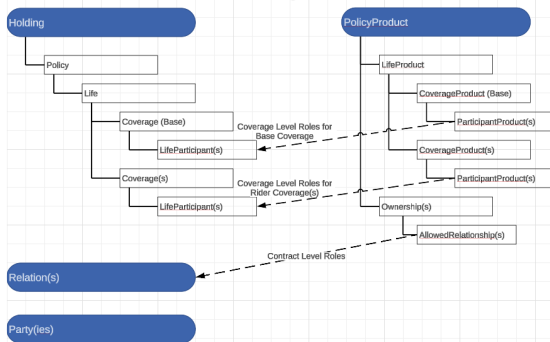 Holding
PolicyProduct
Policy
LifeProduct
Life
CoverageProduct (Base)
Coverage (Base)
Coverage Level Roles for
Base Coverage
ParticipantProduct(s)
LifeParticipant(s)
CoverageProduct(s)
Coverage(s)
Coverage Level Roles for
Rider Coverage(s)
ParticipantProduct(s)
LifeParticipant(s)
Ownership(s)
AllowedRelationship(s)
Contract Level Roles
Relation(s)
Party(ies)